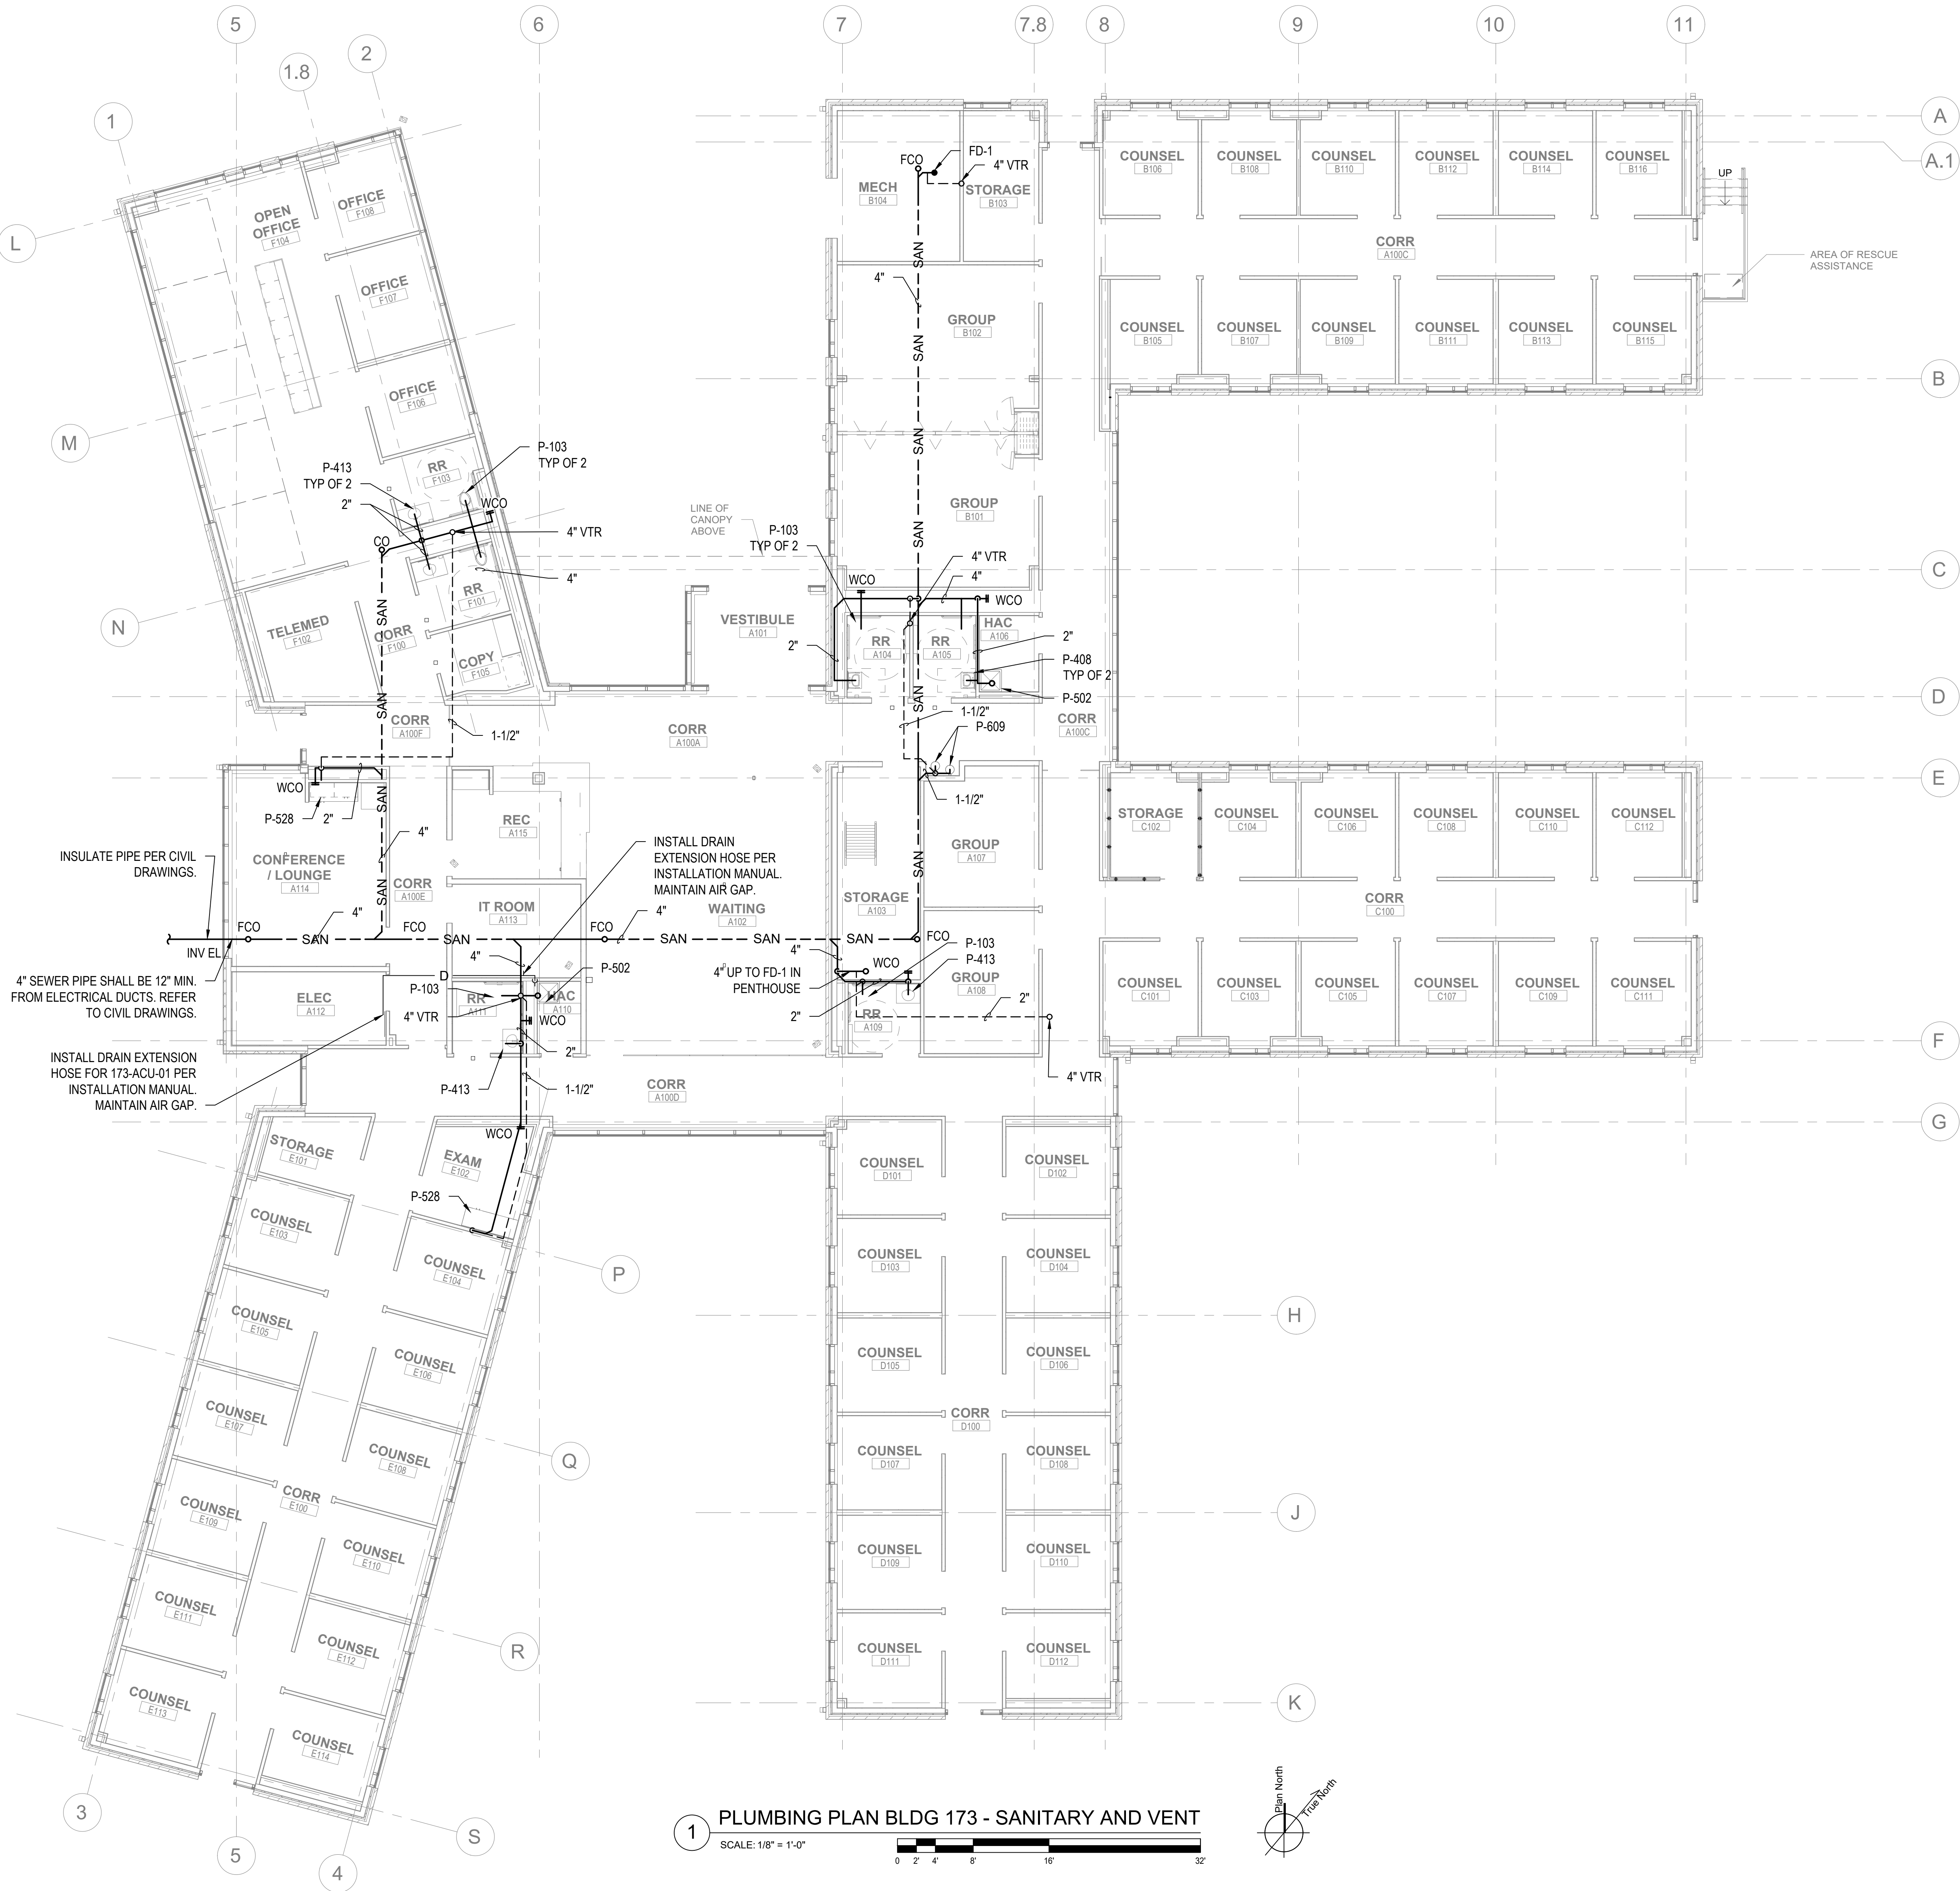 5
6
7
7.8
8
9
10
11
1
1.8
2
A
A.1
B
C
D
E
F
G
H
J
K
L
M
N
P
Q
R
S
3
5
4
OPEN
OFFICE
F104
OFFICE
F108
OFFICE
F107
OFFICE
F106
RR
F103
P-103
TYP OF 2
P-413
TYP OF 2
2"
WCO
4" VTR
CO
4"
RR
F101
TELEMED
F102
CORR
F100
COPY
F105
SAN
SAN
SAN
SAN
CORR
A100F
1-1/2"
FCO
FD-1
4" VTR
MECH
B104
STORAGE
B103
SAN
4"
SAN
GROUP
B102
SAN
SAN
GROUP
B101
LINE OF
CANOPY
ABOVE
P-103
TYP OF 2
4" VTR
4"
WCO
WCO
VESTIBULE
A101
2"
RR
A104
RR
A105
HAC
A106
2"
P-408
TYP OF 2
P-502
SAN
1-1/2"
P-609
CORR
A100A
CORR
A100C
1-1/2"
SAN
COUNSEL
B106
COUNSEL
B108
COUNSEL
B110
COUNSEL
B112
COUNSEL
B114
COUNSEL
B116
UP
CORR
A100C
AREA OF RESCUE
ASSISTANCE
COUNSEL
B105
COUNSEL
B107
COUNSEL
B109
COUNSEL
B111
COUNSEL
B113
COUNSEL
B115
WCO
P-528
2"
4"
REC
A115
INSULATE PIPE PER CIVIL
DRAWINGS.
CONFERENCE
/ LOUNGE
A114
CORR
A100E
IT ROOM
A113
INSTALL DRAIN
EXTENSION HOSE PER
INSTALLATION MANUAL.
MAINTAIN AIR GAP.
WAITING
A102
4"
FCO
4"
SAN
FCO
SAN
FCO
SAN
SAN
SAN
FCO
INV EL
GROUP
A107
STORAGE
A103
4" SEWER PIPE SHALL BE 12" MIN.
FROM ELECTRICAL DUCTS. REFER
TO CIVIL DRAWINGS.
ELEC
A112
D
4"
P-103
4" VTR
RR
A111
HAC
A110
P-502
WCO
2"
P-413
1-1/2"
INSTALL DRAIN EXTENSION
HOSE FOR 173-ACU-01 PER
INSTALLATION MANUAL.
MAINTAIN AIR GAP.
4"
4" UP TO FD-1 IN
PENTHOUSE
WCO
P-103
P-413
GROUP
A108
2"
2"
RR
A109
4" VTR
CORR
A100D
STORAGE
C102
COUNSEL
C104
COUNSEL
C106
COUNSEL
C108
COUNSEL
C110
COUNSEL
C112
CORR
C100
COUNSEL
C101
COUNSEL
C103
COUNSEL
C105
COUNSEL
C107
COUNSEL
C109
COUNSEL
C111
WCO
STORAGE
E101
EXAM
E102
P-528
COUNSEL
E103
COUNSEL
E104
COUNSEL
E105
COUNSEL
E106
COUNSEL
E107
COUNSEL
E108
CORR
E100
COUNSEL
E109
COUNSEL
E110
COUNSEL
E111
COUNSEL
E112
COUNSEL
E113
COUNSEL
E114
COUNSEL
D101
COUNSEL
D102
COUNSEL
D103
COUNSEL
D104
COUNSEL
D105
COUNSEL
D106
CORR
D100
COUNSEL
D107
COUNSEL
D108
COUNSEL
D109
COUNSEL
D110
COUNSEL
D111
COUNSEL
D112
1
PLUMBING PLAN BLDG 173 - SANITARY AND VENT
SCALE: 1/8" = 1'-0"
0 2' 4' 8' 16' 32'
Plan North
True North